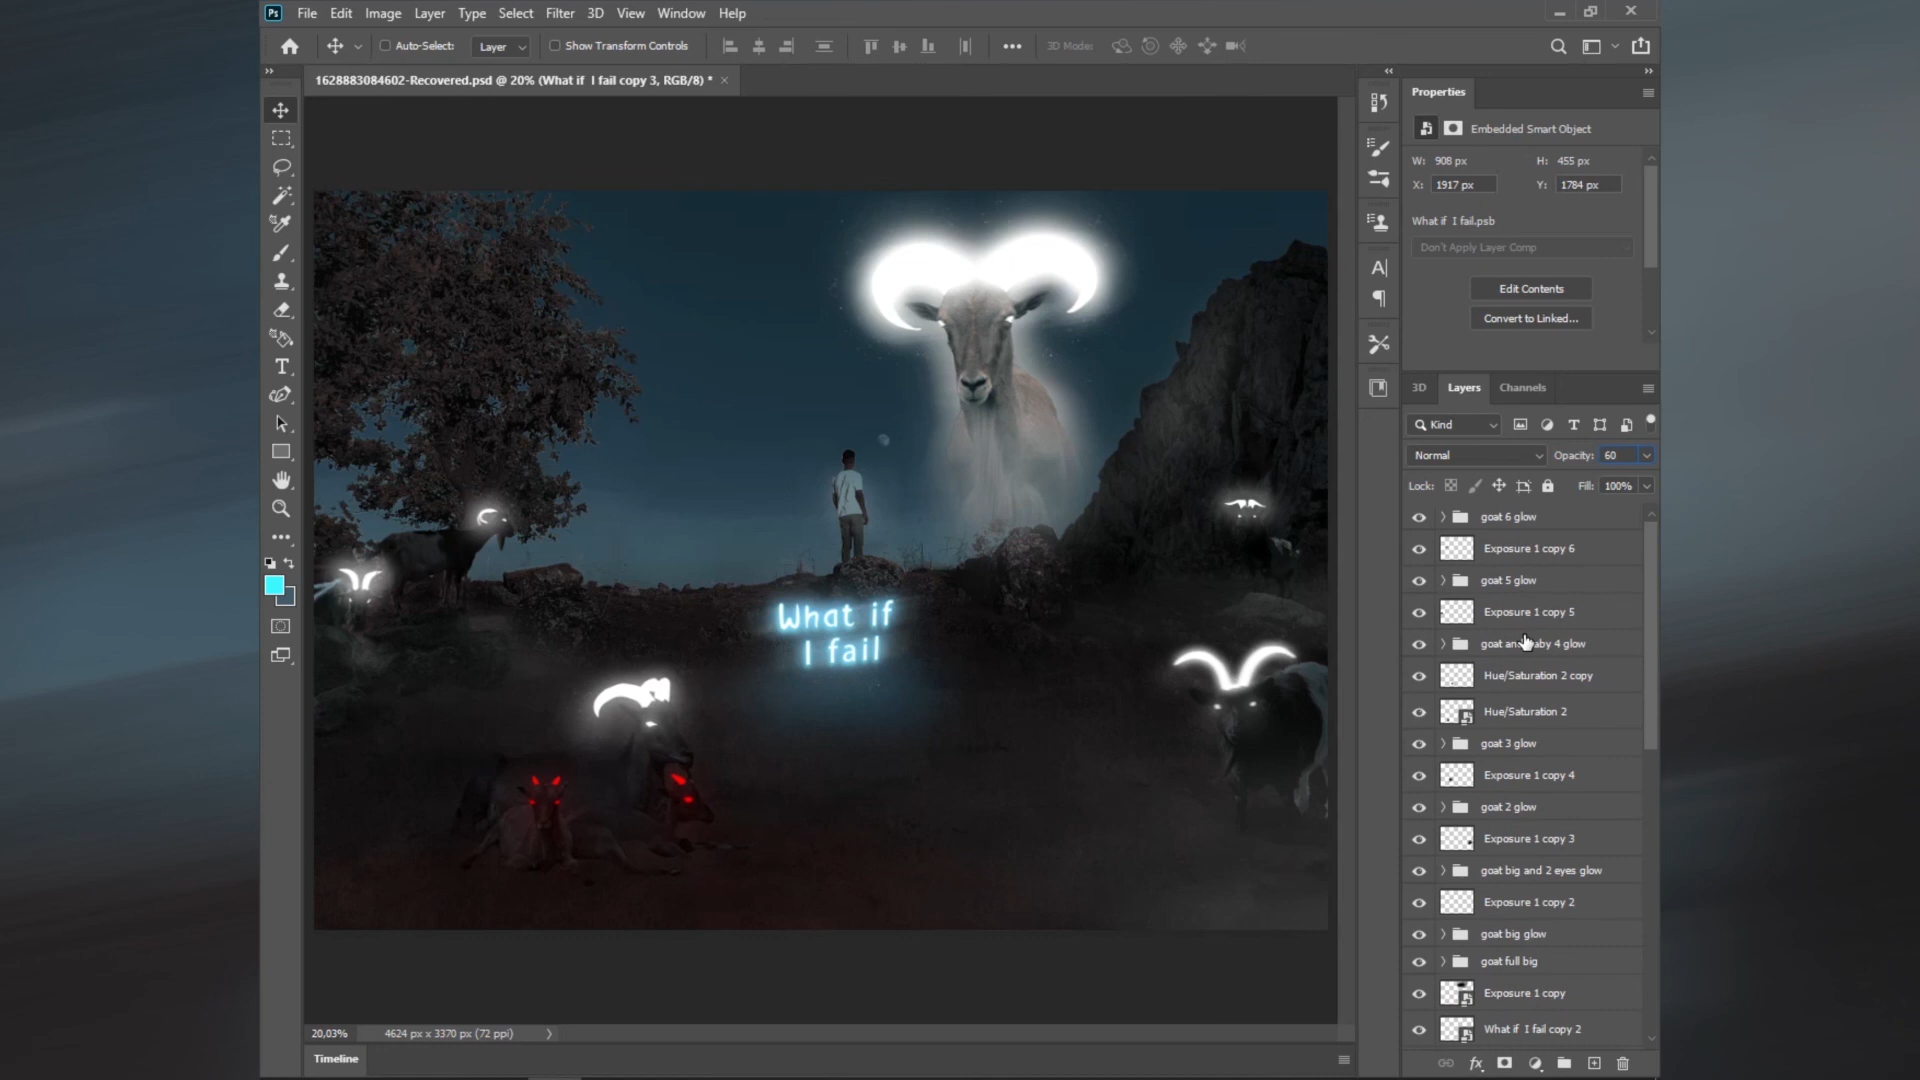 Ps File Edit Image Layer Type Select Filter 3D View Window Help
Auto-Select: Layer Show Transform Controls 3D Mode:
1628883084602-Recovered.psd @ 20% (What if I fail copy 3, RGB/8) *
What if
I fail
20,03% 4624 px x 3370 px (72 ppi)
Timeline
Properties
Embedded Smart Object
W: 908 px H: 455 px
X: 1917 px Y: 1784 px
What if I fail.psb
Don't Apply Layer Comp
Edit Contents
Convert to Linked...
3D Layers Channels
Kind
Normal Opacity: 60
Lock: Fill: 100%
goat 6 glow
Exposure 1 copy 6
goat 5 glow
Exposure 1 copy 5
goat and baby 4 glow
Hue/Saturation 2 copy
Hue/Saturation 2
goat 3 glow
Exposure 1 copy 4
goat 2 glow
Exposure 1 copy 3
goat big and 2 eyes glow
Exposure 1 copy 2
goat big glow
goat full big
Exposure 1 copy
What if I fail copy 2
fx